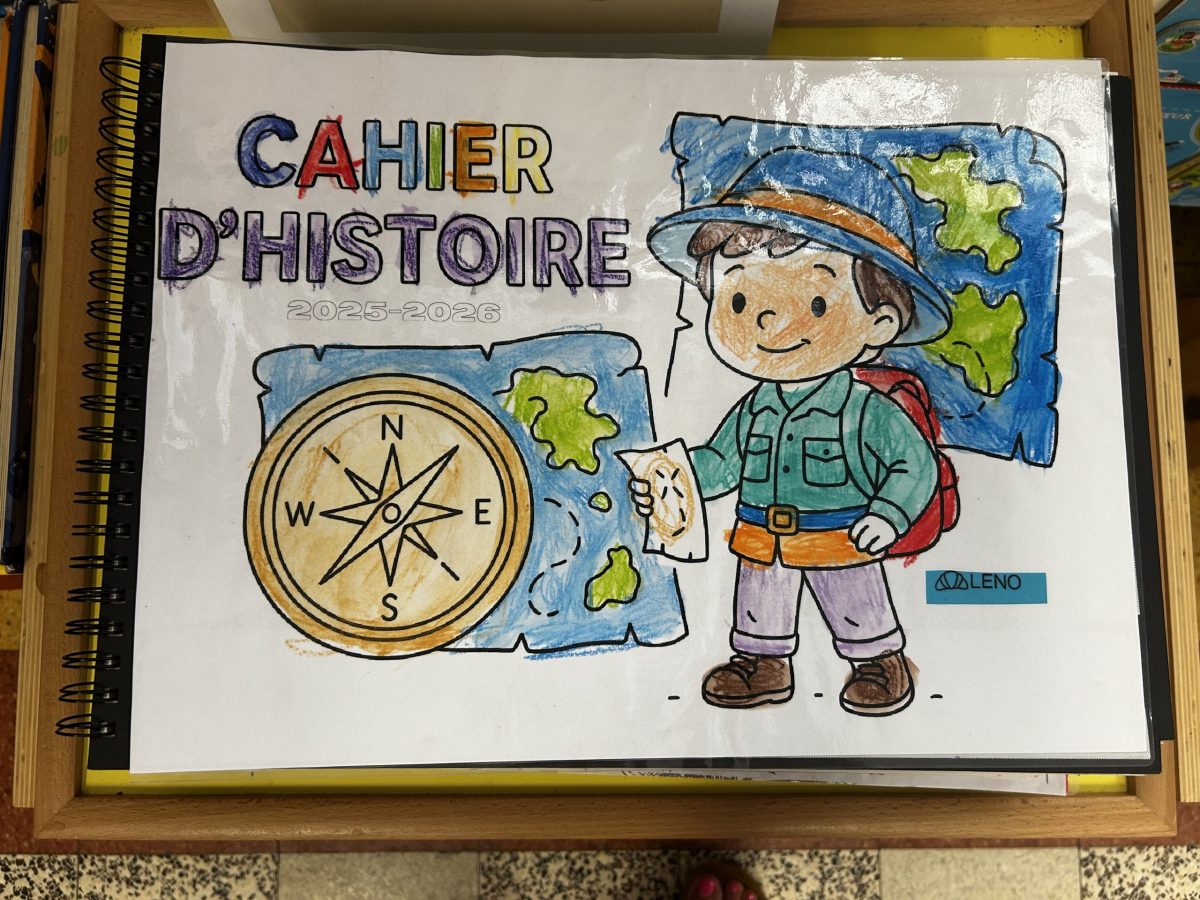 CAHIER
D'HISTOIRE
2025-2026
N
W E
S
LENO